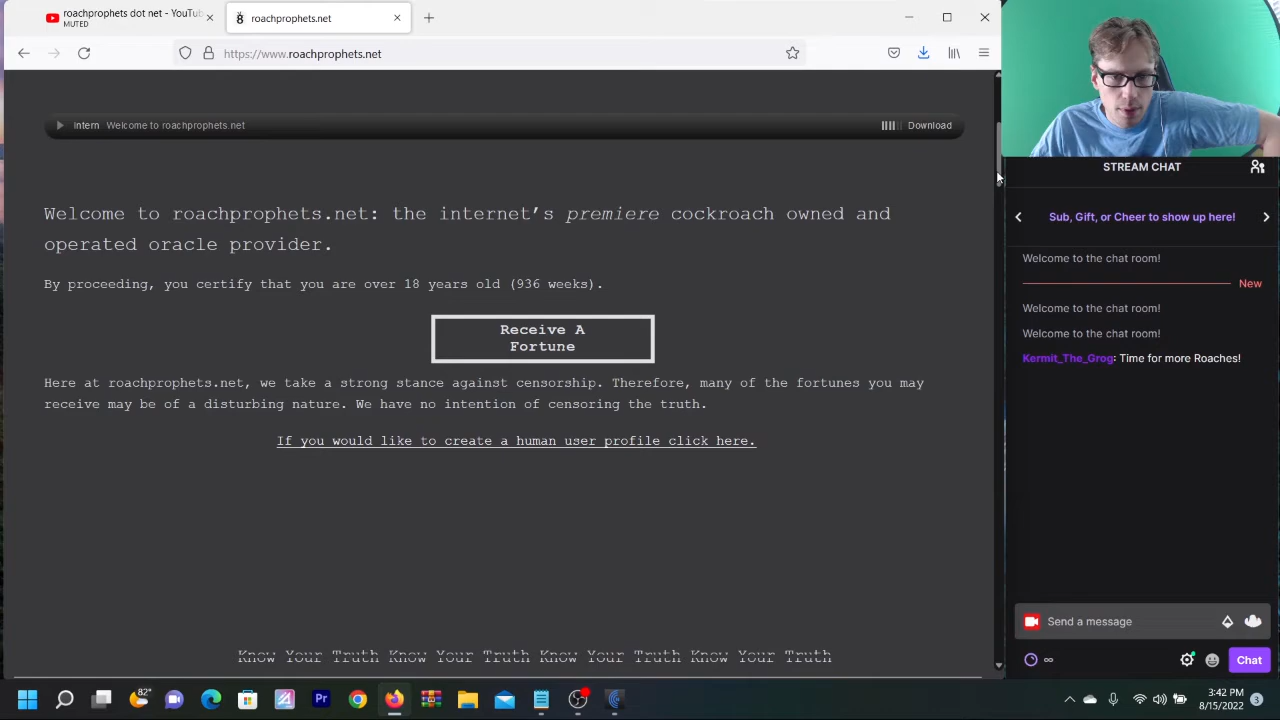 roachprophets dot net - YouTub
MUTED
roachprophets.net
https://www.roachprophets.net
intern Welcome to roachprophets.net
Download
Welcome to roachprophets.net: the internet's premiere cockroach owned and
operated oracle provider.
By proceeding, you certify that you are over 18 years old (936 weeks).
Receive A
Fortune
Here at roachprophets.net, we take a strong stance against censorship. Therefore, many of the fortunes you may
receive may be of a disturbing nature. We have no intention of censoring the truth.
If you would like to create a human user profile click here.
Know Your Truth Know Your Truth Know Your Truth Know Your Truth
STREAM CHAT
Sub, Gift, or Cheer to show up here!
Welcome to the chat room!
New
Welcome to the chat room!
Welcome to the chat room!
Kermit_The_Grog: Time for more Roaches!
Send a message
∞
Chat
82°
Pr
3:42 PM
8/15/2022
3